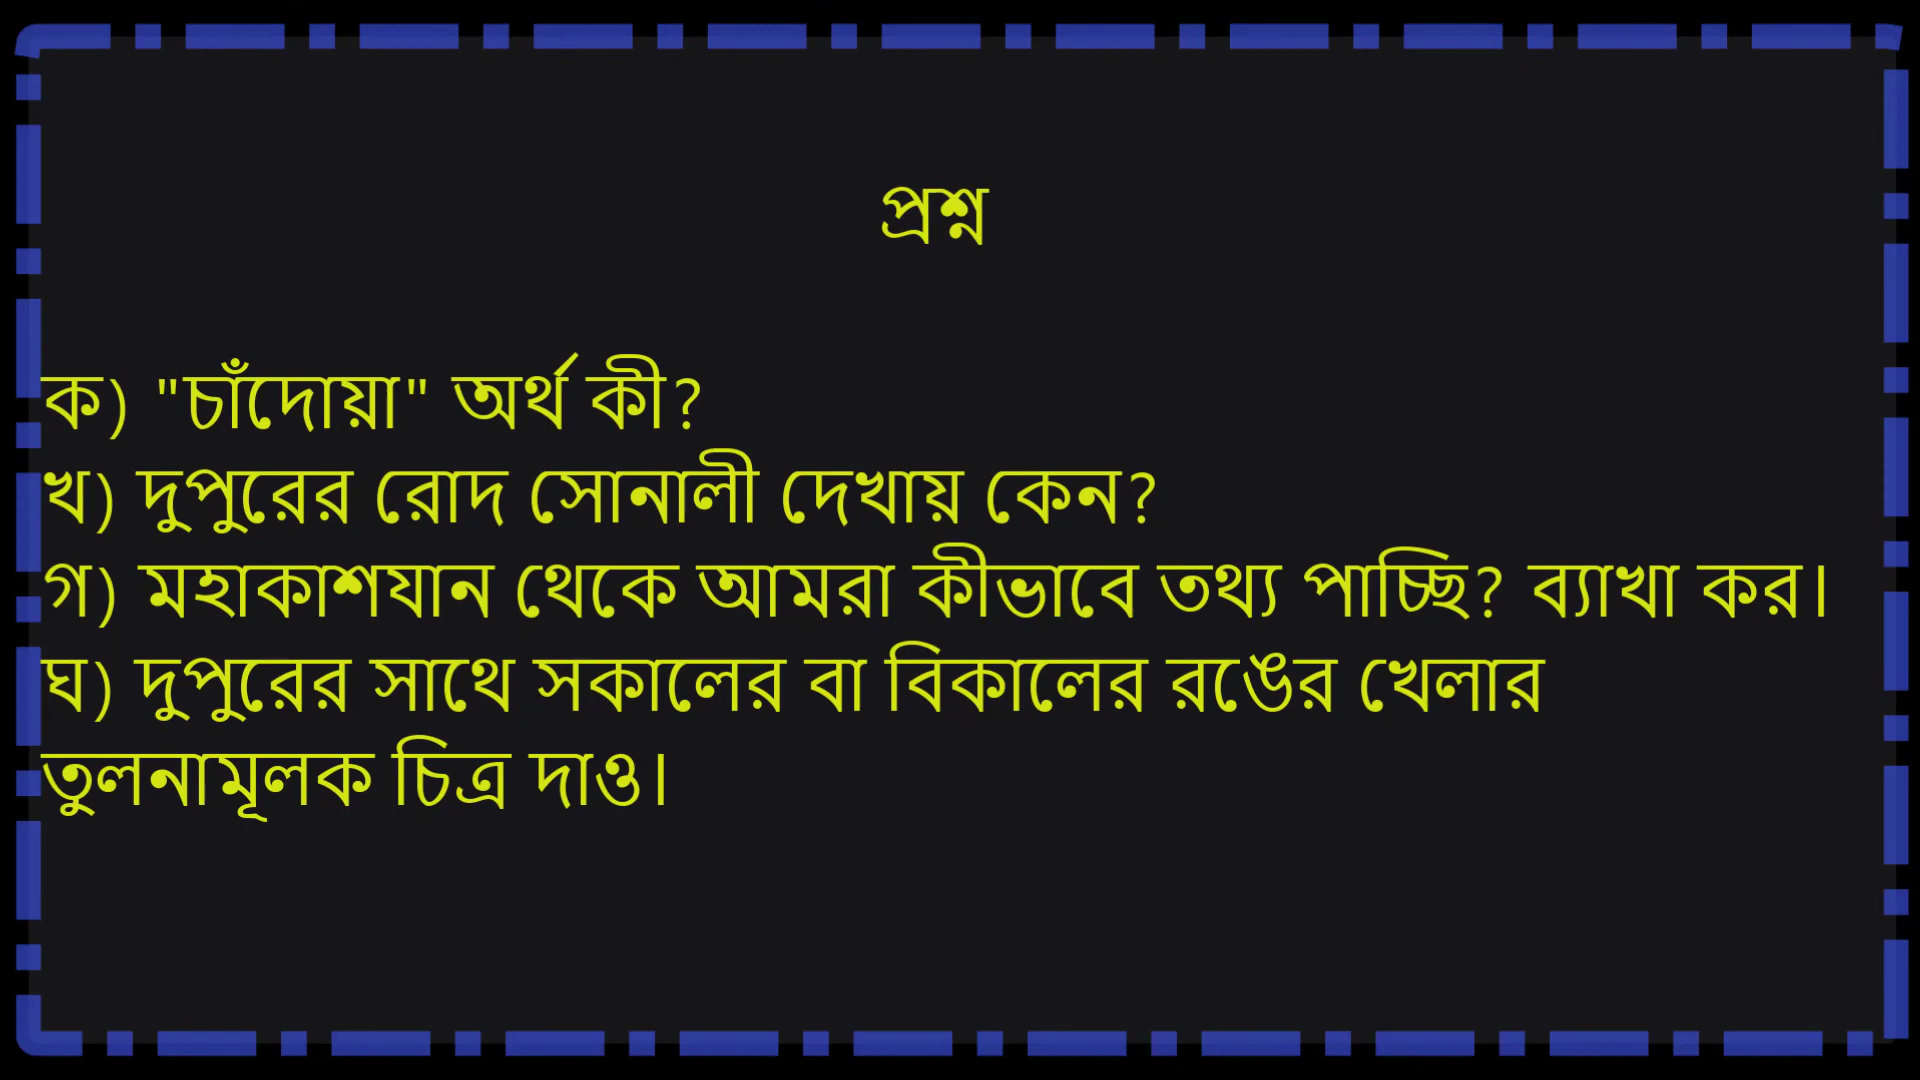 প্রশ্ন
ক) "চাঁদোয়া" অর্থ কী?
খ) দুপুরের রোদ সোনালী দেখায় কেন?
গ) মহাকাশযান থেকে আমরা কীভাবে তথ্য পাচ্ছি? ব্যাখা কর।
ঘ) দুপুরের সাথে সকালের বা বিকালের রঙের খেলার
তুলনামূলক চিত্র দাও।